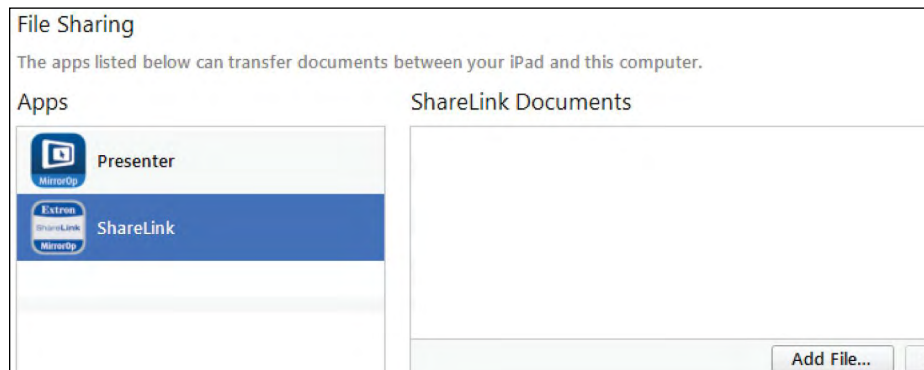 File Sharing
The apps listed below can transfer documents between your iPad and this computer.
Apps
ShareLink Documents
MirrorOp
Presenter
Extron
ShareLink
MirrorOp
ShareLink
Add File...